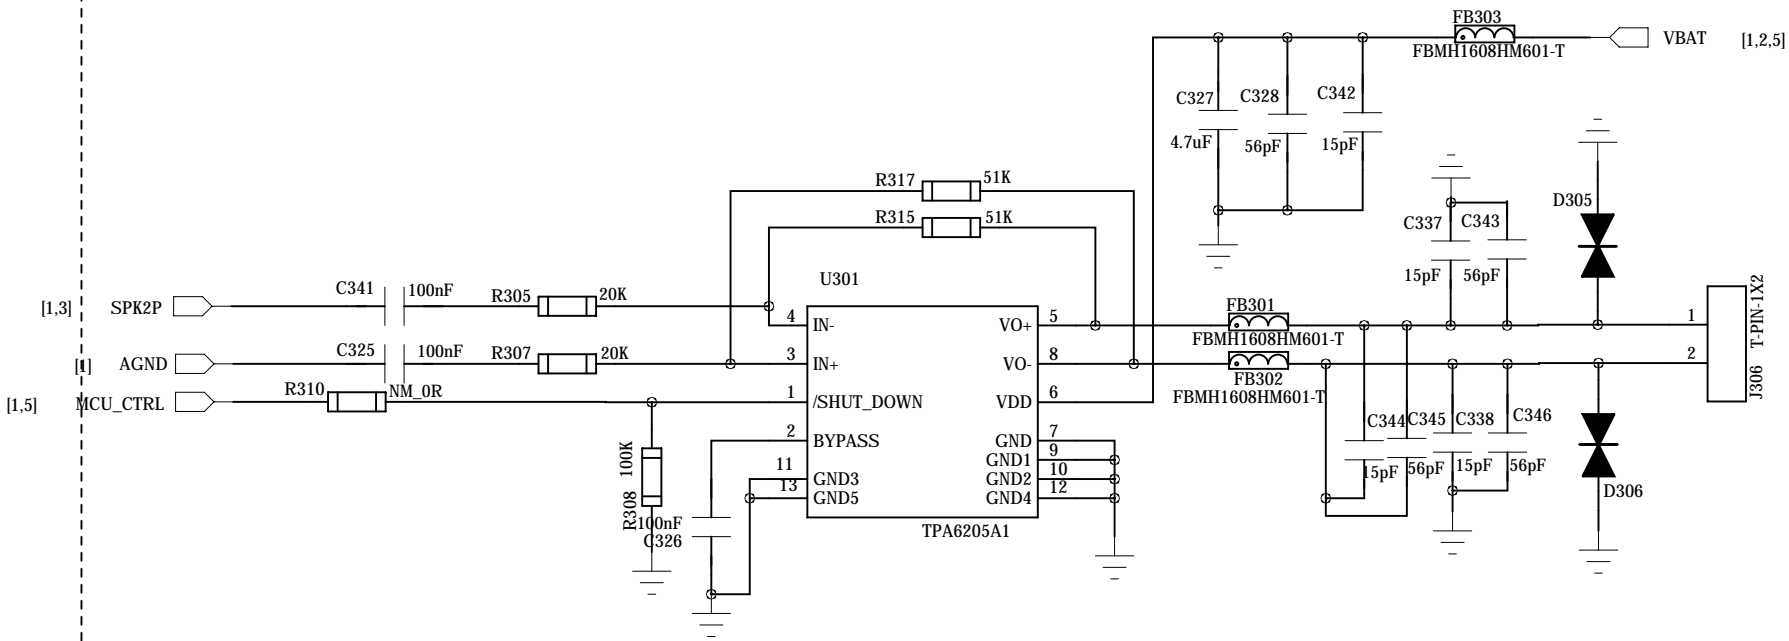 FB303
VBAT [1,2,5]
FBMH1608HM601-T
C327 C328 C342
4.7uF 56pF 15pF
R317 51K
R315 51K
D305
C337 C343
15pF 56pF
U301
[1,3] SPK2P C341 100nF R305 20K
4 IN- VO+ 5
FB301
FBMH1608HM601-T
[1] AGND C325 100nF R307 20K
3 IN+ VO- 8
FB302
FBMH1608HM601-T
1
2
J306 T-PIN-1X2
[1,5] MCU_CTRL R310 NM_0R
1 /SHUT_DOWN VDD 6
2 BYPASS GND 7
GND1 9
11 GND3 GND2 10
13 GND5 GND4 12
R308 100K
100nF
C326
TPA6205A1
C344 C345 C338 C346
15pF 56pF 15pF 56pF
D306